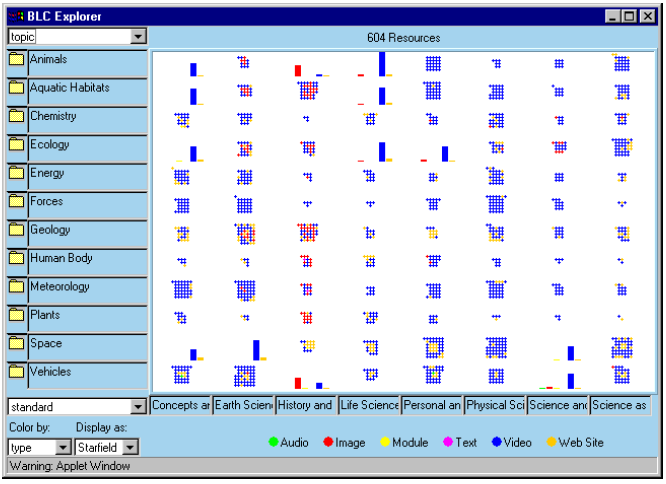 BLC Explorer
topic
604 Resources
Animals
Aquatic Habitats
Chemistry
Ecology
Energy
Forces
Geology
Human Body
Meteorology
Plants
Space
Vehicles
standard
Concepts ar Earth Scien History and Life Science Personal an Physical Sci Science and Science as
Color by: Display as:
type Starfield
Audio Image Module Text Video Web Site
Warning: Applet Window